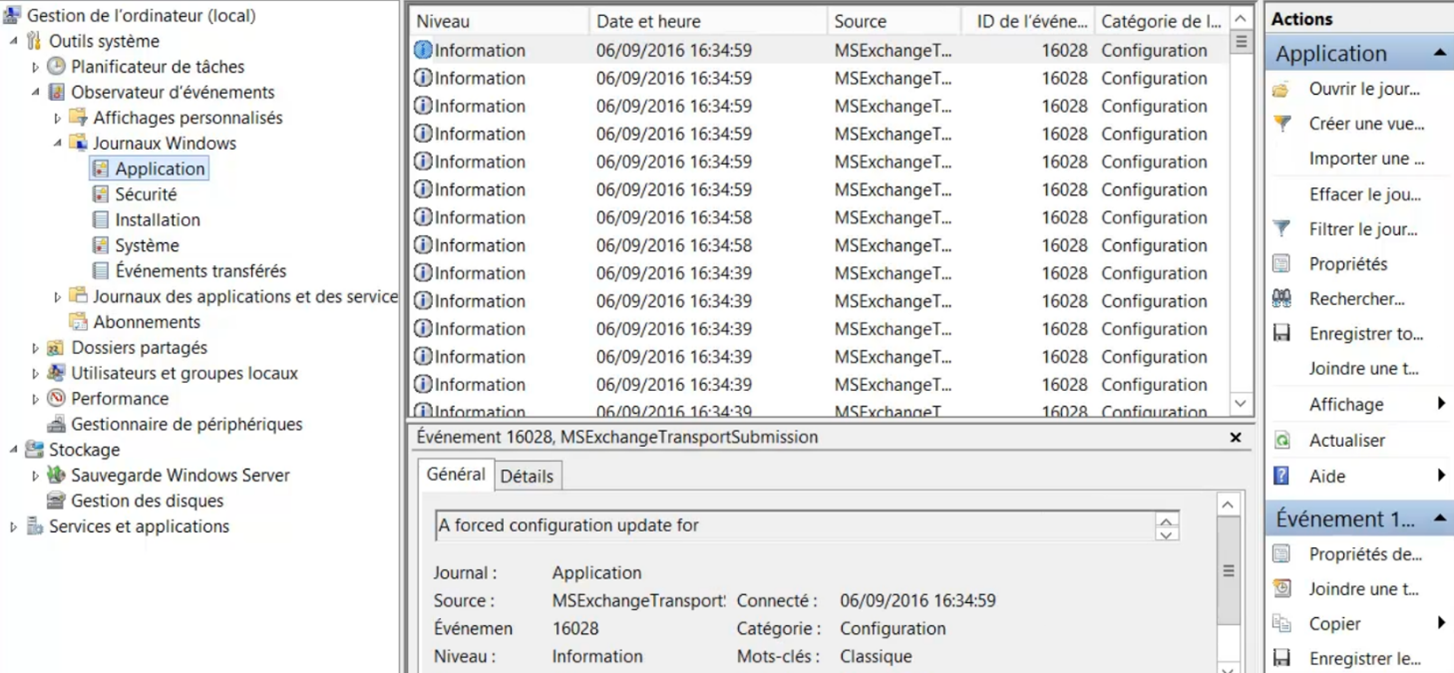 Gestion de l'ordinateur (local)
Outils système
Planificateur de tâches
Observateur d'événements
Affichages personnalisés
Journaux Windows
Application
Sécurité
Installation
Système
Événements transférés
Journaux des applications et des service
Abonnements
Dossiers partagés
Utilisateurs et groupes locaux
Performance
Gestionnaire de périphériques
Stockage
Sauvegarde Windows Server
Gestion des disques
Services et applications
Niveau Date et heure Source ID de l'événe... Catégorie de l...
Information 06/09/2016 16:34:59 MSExchangeT... 16028 Configuration
Information 06/09/2016 16:34:59 MSExchangeT... 16028 Configuration
Information 06/09/2016 16:34:59 MSExchangeT... 16028 Configuration
Information 06/09/2016 16:34:59 MSExchangeT... 16028 Configuration
Information 06/09/2016 16:34:59 MSExchangeT... 16028 Configuration
Information 06/09/2016 16:34:59 MSExchangeT... 16028 Configuration
Information 06/09/2016 16:34:58 MSExchangeT... 16028 Configuration
Information 06/09/2016 16:34:58 MSExchangeT... 16028 Configuration
Information 06/09/2016 16:34:39 MSExchangeT... 16028 Configuration
Information 06/09/2016 16:34:39 MSExchangeT... 16028 Configuration
Information 06/09/2016 16:34:39 MSExchangeT... 16028 Configuration
Information 06/09/2016 16:34:39 MSExchangeT... 16028 Configuration
Information 06/09/2016 16:34:39 MSExchangeT... 16028 Configuration
Information 06/09/2016 16:34:39 MSExchangeT... 16028 Configuration
Événement 16028, MSExchangeTransportSubmission
Général Détails
A forced configuration update for
Journal : Application
Source : MSExchangeTransport Connecté : 06/09/2016 16:34:59
Événemen 16028 Catégorie : Configuration
Niveau : Information Mots-clés : Classique
Actions
Application
Ouvrir le jour...
Créer une vue...
Importer une ...
Effacer le jou...
Filtrer le jour...
Propriétés
Rechercher...
Enregistrer to...
Joindre une t...
Affichage
Actualiser
Aide
Événement 1...
Propriétés de...
Joindre une t...
Copier
Enregistrer le...